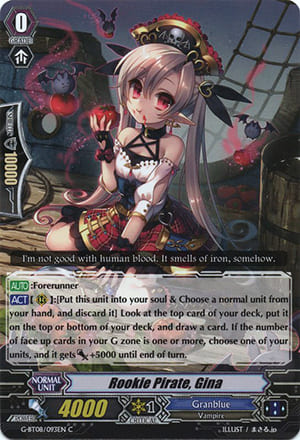 0
GRADE
10000
SHIELD
I'm not good with human blood. It smells of iron, somehow.
AUTO :Forerunner
ACT [ ]:[Put this unit into your soul & Choose a normal unit from
your hand, and discard it] Look at the top card of your deck, put it
on the top or bottom of your deck, and draw a card. If the number
of face up cards in your G zone is one or more, choose one of your
units, and it gets +5000 until end of turn.
NORMAL
UNIT
Rookie Pirate, Gina
POWER
4000
1
CRITICAL
Granblue
Vampire
G-BT08/093EN C
ILLUST /